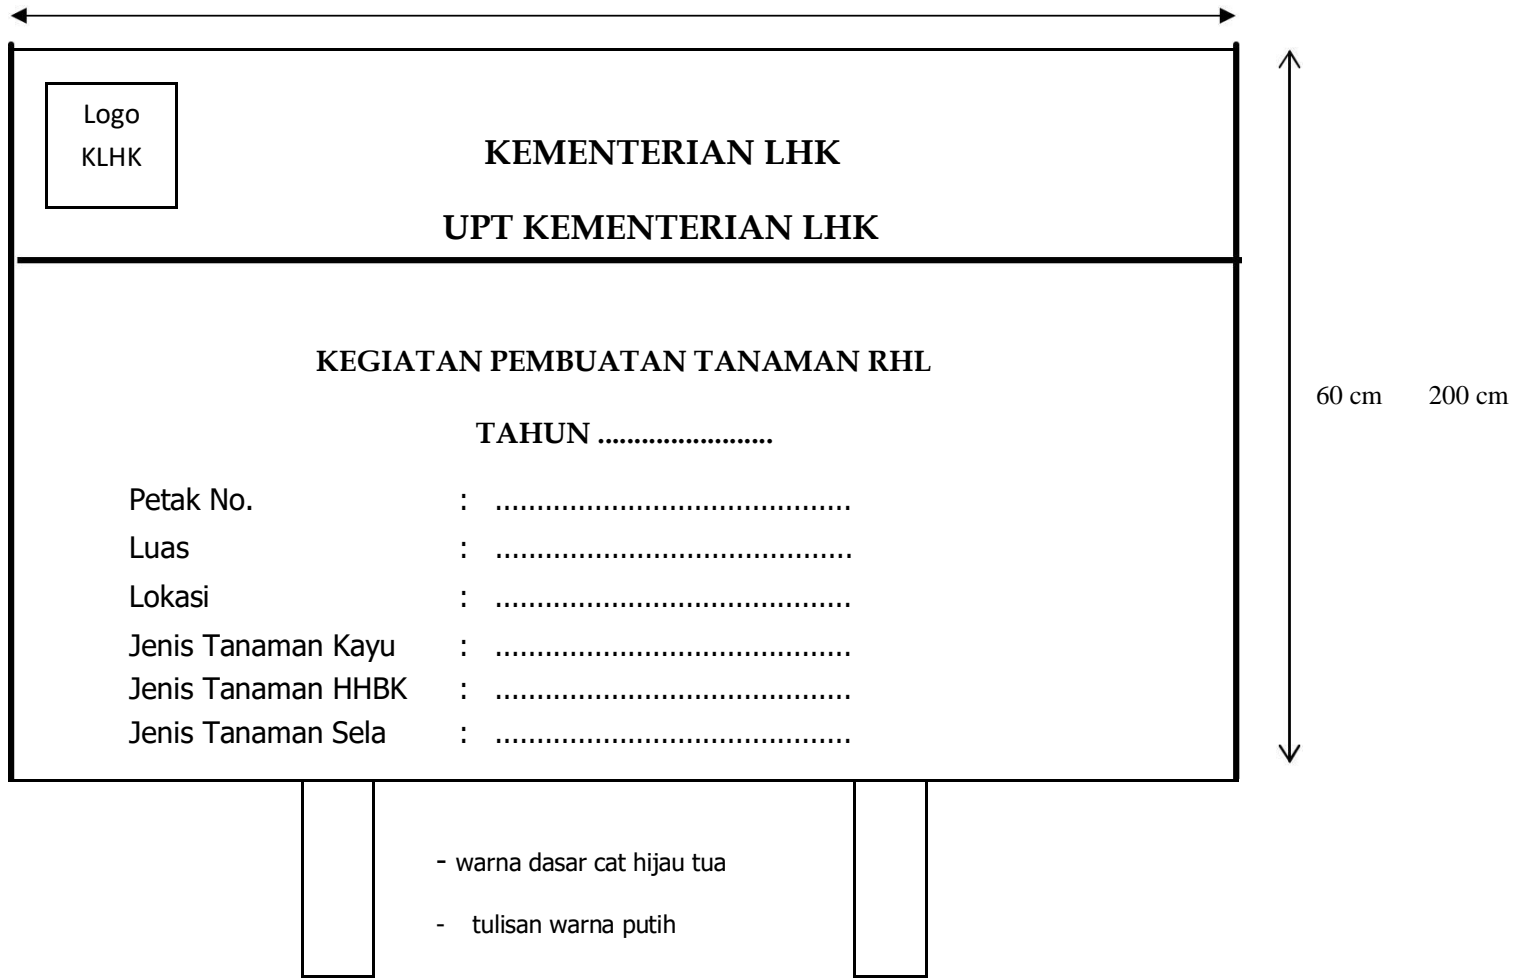 Logo
KLHK
KEMENTERIAN LHK
UPT KEMENTERIAN LHK
KEGIATAN PEMBUATAN TANAMAN RHL
TAHUN ........................
Petak No. : ...........................................
Luas : ...........................................
Lokasi : ...........................................
Jenis Tanaman Kayu : ...........................................
Jenis Tanaman HHBK : ...........................................
Jenis Tanaman Sela : ...........................................
60 cm 200 cm
- warna dasar cat hijau tua
- tulisan warna putih